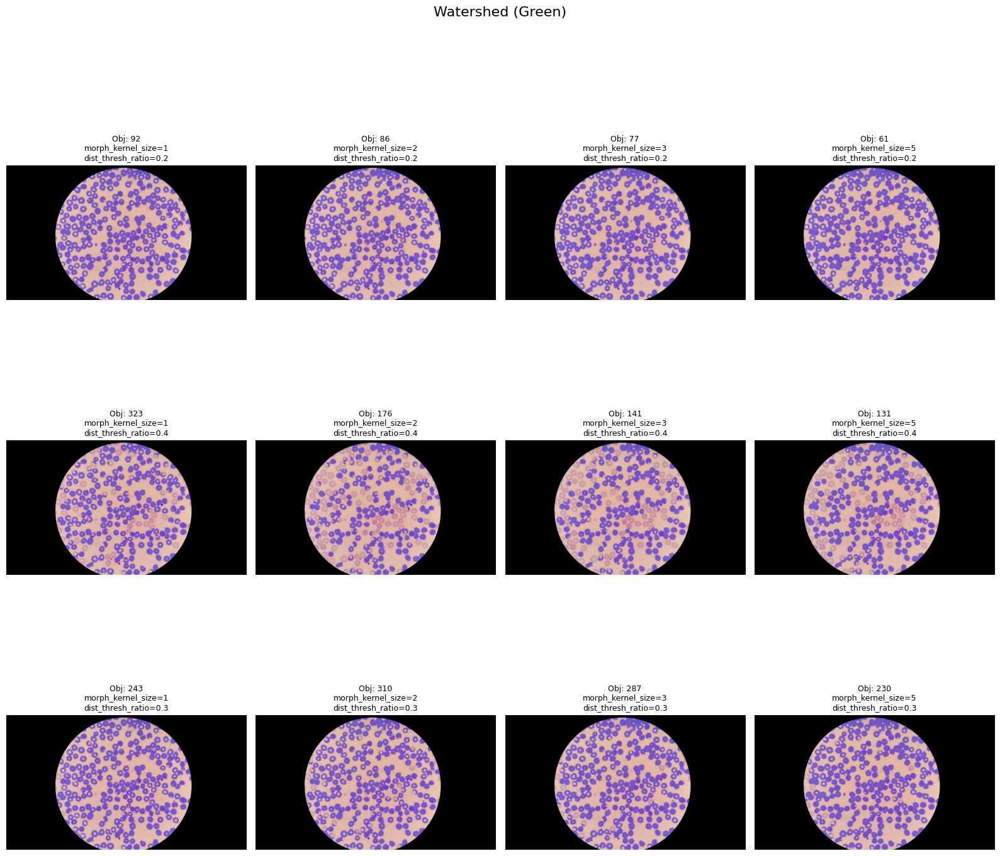 Watershed (Green)
Obj: 92
morph_kernel_size=1
dist_thresh_ratio=0.2
Obj: 86
morph_kernel_size=2
dist_thresh_ratio=0.2
Obj: 77
morph_kernel_size=3
dist_thresh_ratio=0.2
Obj: 61
morph_kernel_size=5
dist_thresh_ratio=0.2
Obj: 323
morph_kernel_size=1
dist_thresh_ratio=0.4
Obj: 176
morph_kernel_size=2
dist_thresh_ratio=0.4
Obj: 141
morph_kernel_size=3
dist_thresh_ratio=0.4
Obj: 131
morph_kernel_size=5
dist_thresh_ratio=0.4
Obj: 243
morph_kernel_size=1
dist_thresh_ratio=0.3
Obj: 310
morph_kernel_size=2
dist_thresh_ratio=0.3
Obj: 287
morph_kernel_size=3
dist_thresh_ratio=0.3
Obj: 230
morph_kernel_size=5
dist_thresh_ratio=0.3